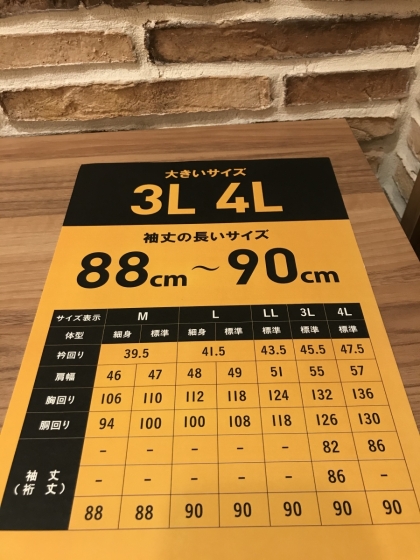 大きいサイズ
3L 4L
袖丈の長いサイズ
88cm～90cm
サイズ表示 M L LL 3L 4L
体型 細身 標準 細身 標準 標準 標準 標準
衿回り 39.5 41.5 43.5 45.5 47.5
肩幅 46 47 48 49 51 55 57
胸回り 106 110 112 118 124 132 136
胴回り 94 100 100 108 118 126 130
袖丈（裄丈） - - - - - 82 86
- - - - - 86 -
88 88 90 90 90 90 90